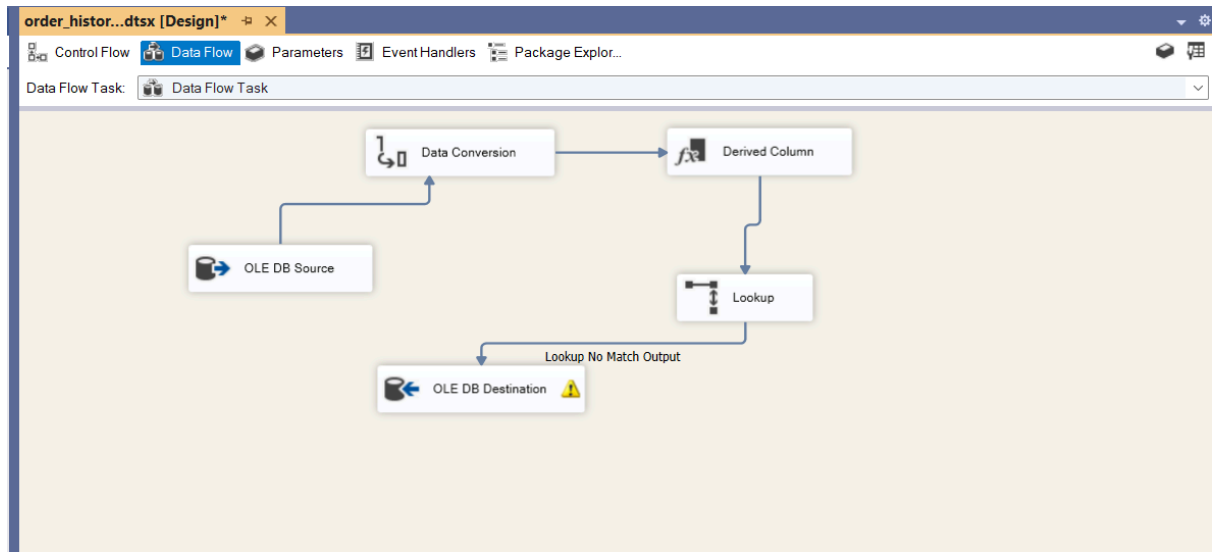 order_histor...dtsx [Design]*
Control Flow Data Flow Parameters Event Handlers Package Explor...
Data Flow Task: Data Flow Task
Data Conversion
Derived Column
OLE DB Source
Lookup
Lookup No Match Output
OLE DB Destination